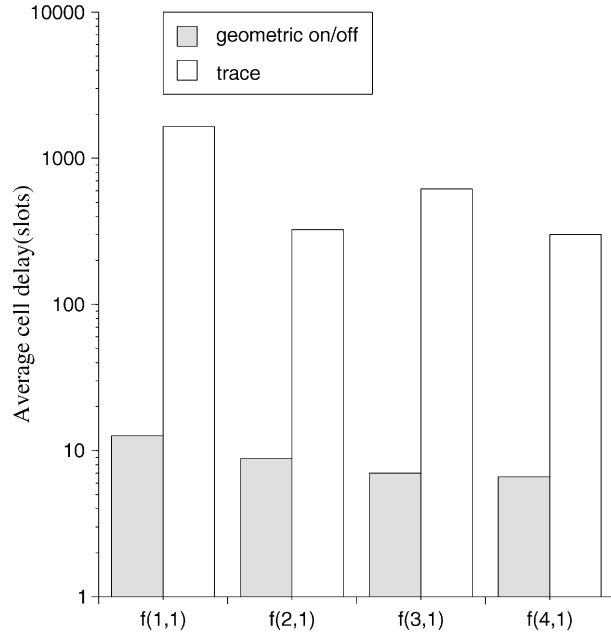 10000
geometric on/off
trace
1000
100
10
1
Average cell delay(slots)
f(1,1) f(2,1) f(3,1) f(4,1)